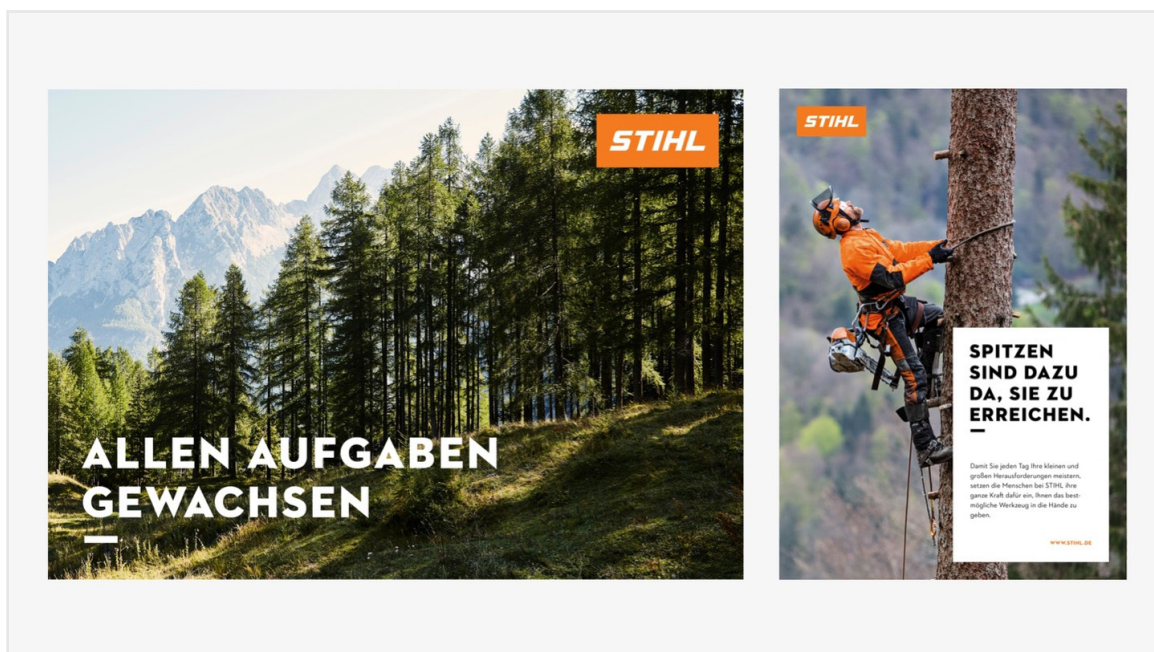 STIHL
ALLEN AUFGABEN
GEWACHSEN
STIHL
SPITZEN
SIND DAZU
DA, SIE ZU
ERREICHEN.
Damit Sie jeden Tag Ihre kleinen und
großen Herausforderungen meistern,
setzen die Menschen bei STIHL ihre
ganze Kraft dafür ein, Ihnen das best-
mögliche Werkzeug in die Hände zu
geben.
WWW.STIHL.DE